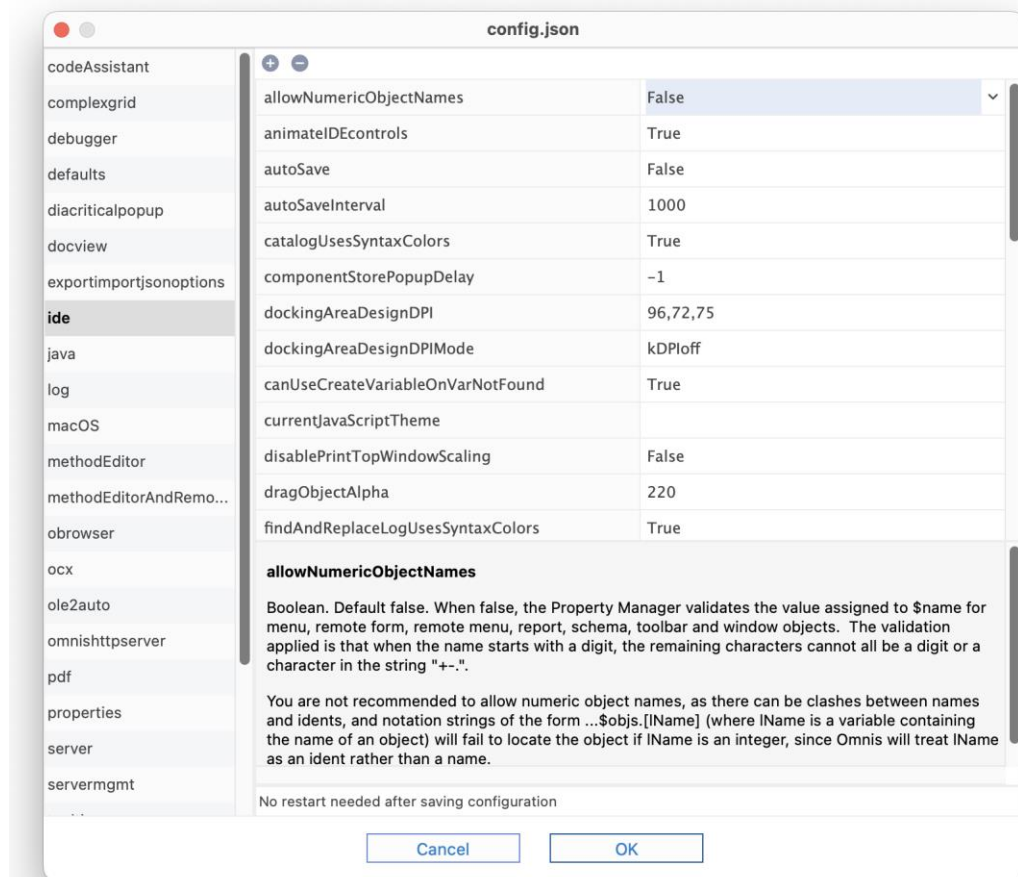 config.json
codeAssistant
complexgrid
debugger
defaults
diacriticalpopup
docview
exportimportjsonoptions
ide
java
log
macOS
methodEditor
methodEditorAndRemo...
obrowser
ocx
ole2auto
omnishttpserver
pdf
properties
server
servermgmt
allowNumericObjectNames False
animateIDEcontrols True
autoSave False
autoSaveInterval 1000
catalogUsesSyntaxColors True
componentStorePopupDelay -1
dockingAreaDesignDPI 96,72,75
dockingAreaDesignDPIMode kDPIoff
canUseCreateVariableOnVarNotFound True
currentJavaScriptTheme
disablePrintTopWindowScaling False
dragObjectAlpha 220
findAndReplaceLogUsesSyntaxColors True
allowNumericObjectNames
Boolean. Default false. When false, the Property Manager validates the value assigned to $name for
menu, remote form, remote menu, report, schema, toolbar and window objects.  The validation
applied is that when the name starts with a digit, the remaining characters cannot all be a digit or a
character in the string "+-.".
You are not recommended to allow numeric object names, as there can be clashes between names
and idents, and notation strings of the form ...$objs.[lName] (where lName is a variable containing
the name of an object) will fail to locate the object if lName is an integer, since Omnis will treat lName
as an ident rather than a name.
No restart needed after saving configuration
Cancel OK